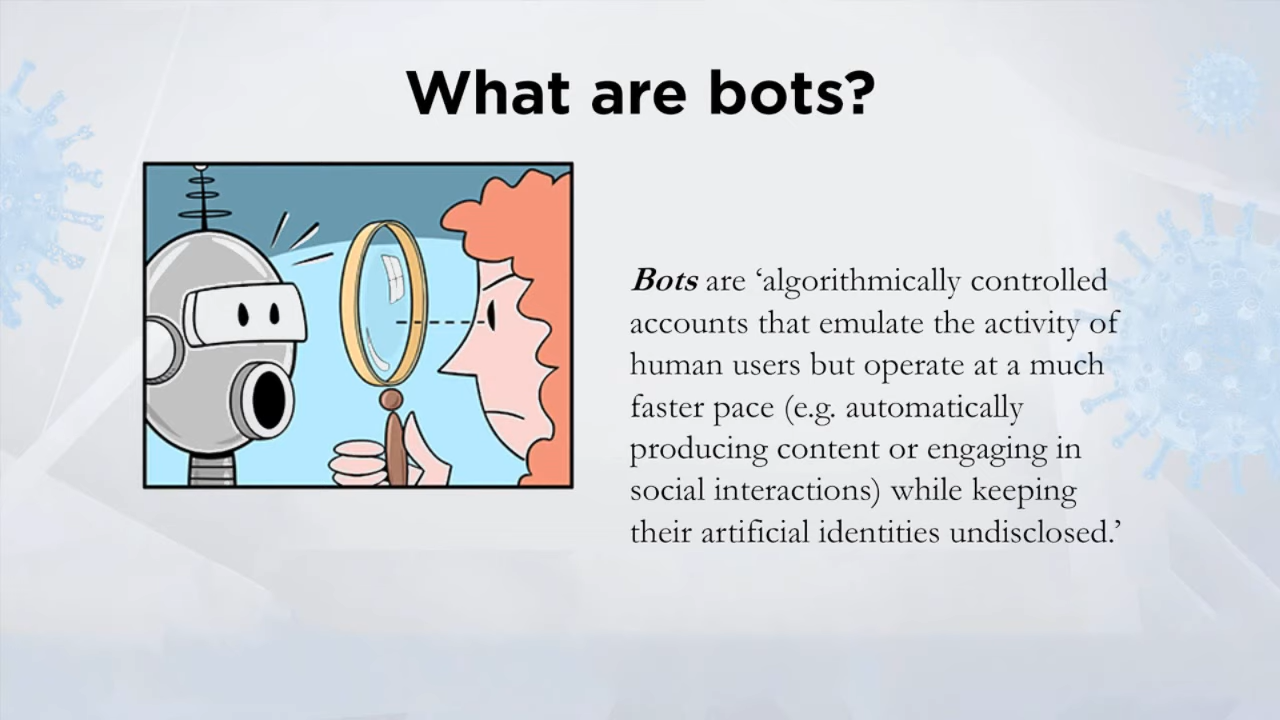 What are bots?
Bots are ‘algorithmically controlled
accounts that emulate the activity of
human users but operate at a much
faster pace (e.g. automatically
producing content or engaging in
social interactions) while keeping
their artificial identities undisclosed.’